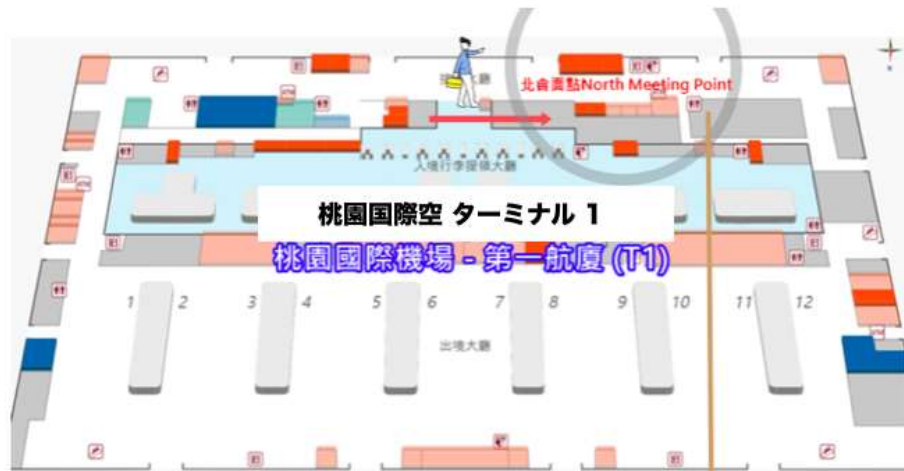 北會面點North Meeting Point
入境行李提領大廳
桃園国際空 ターミナル 1
桃園國際機場 - 第一航廈 (T1)
1 2 3 4 5 6 7 8 9 10 11 12
出境大廳